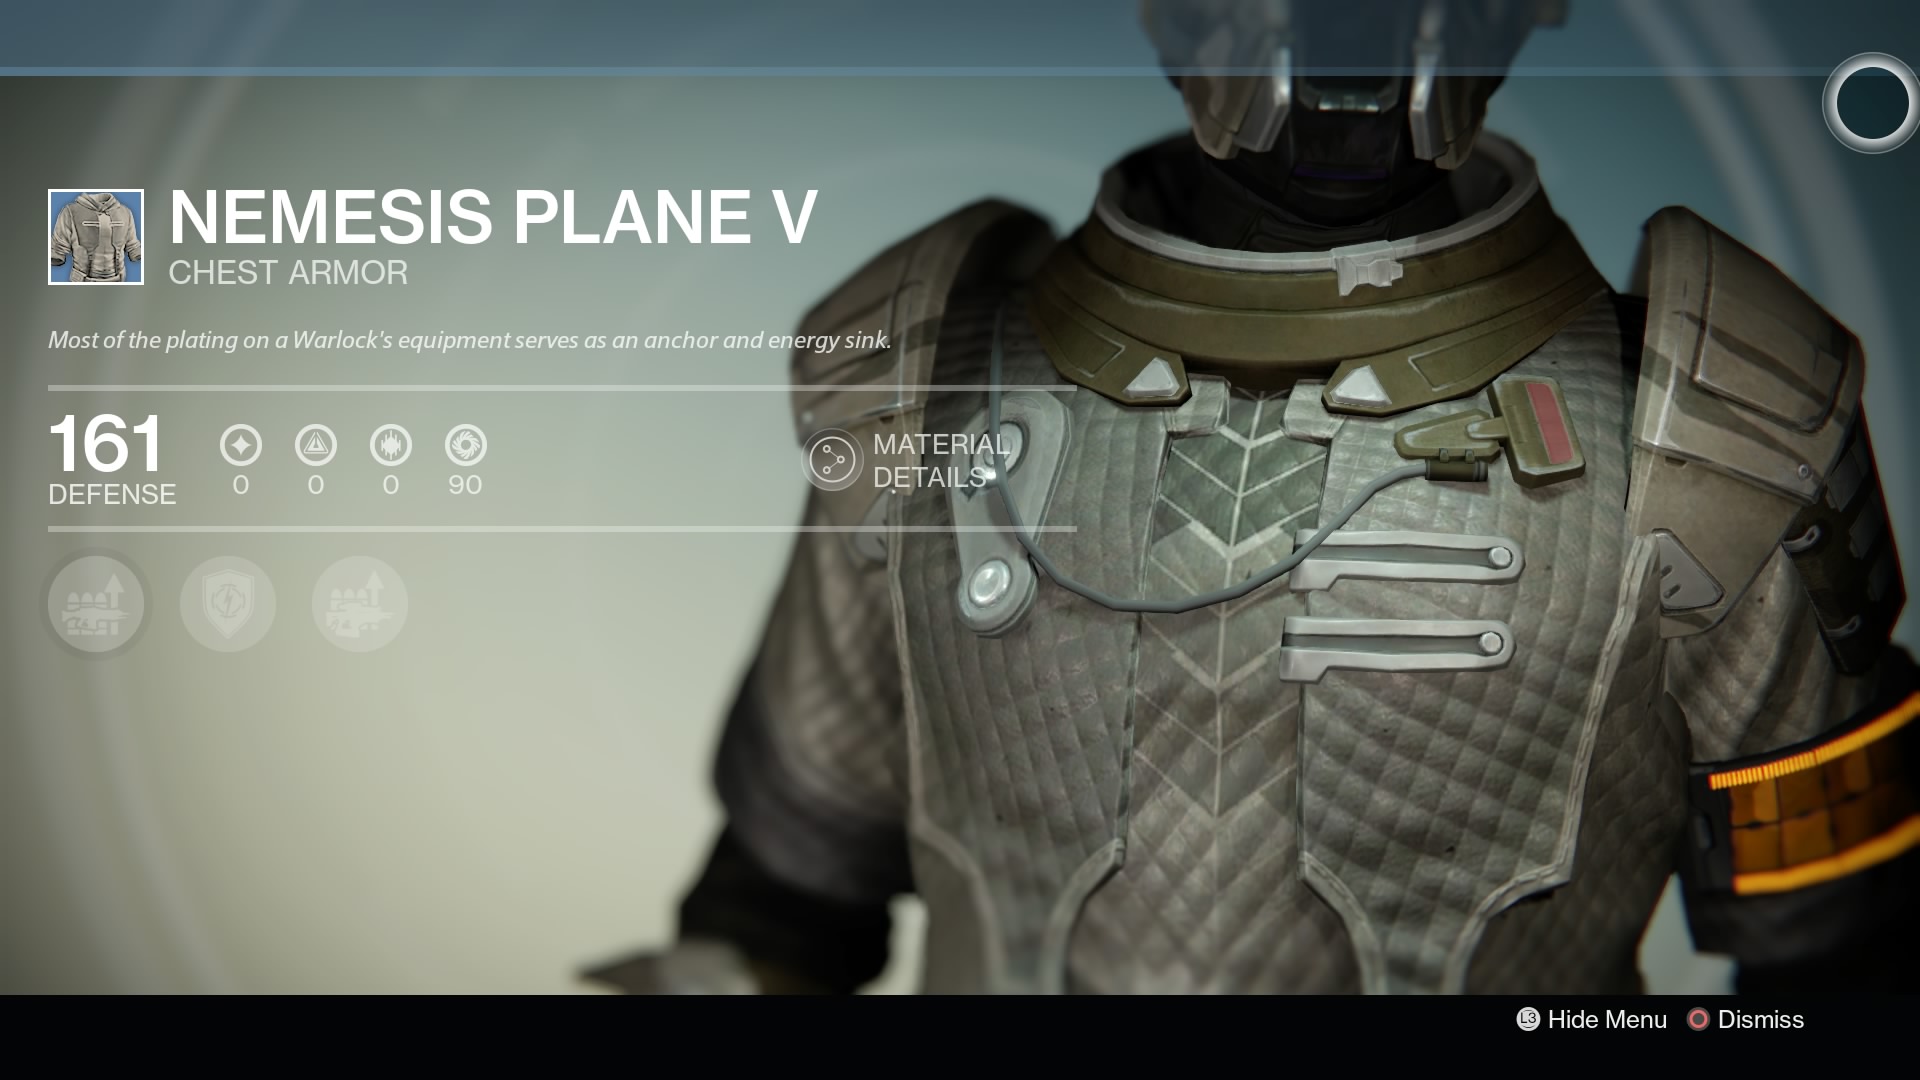 NEMESIS PLANE V
CHEST ARMOR
Most of the plating on a Warlock's equipment serves as an anchor and energy sink.
161
DEFENSE
0 0 0 90
MATERIAL
DETAILS
L3 Hide Menu Dismiss